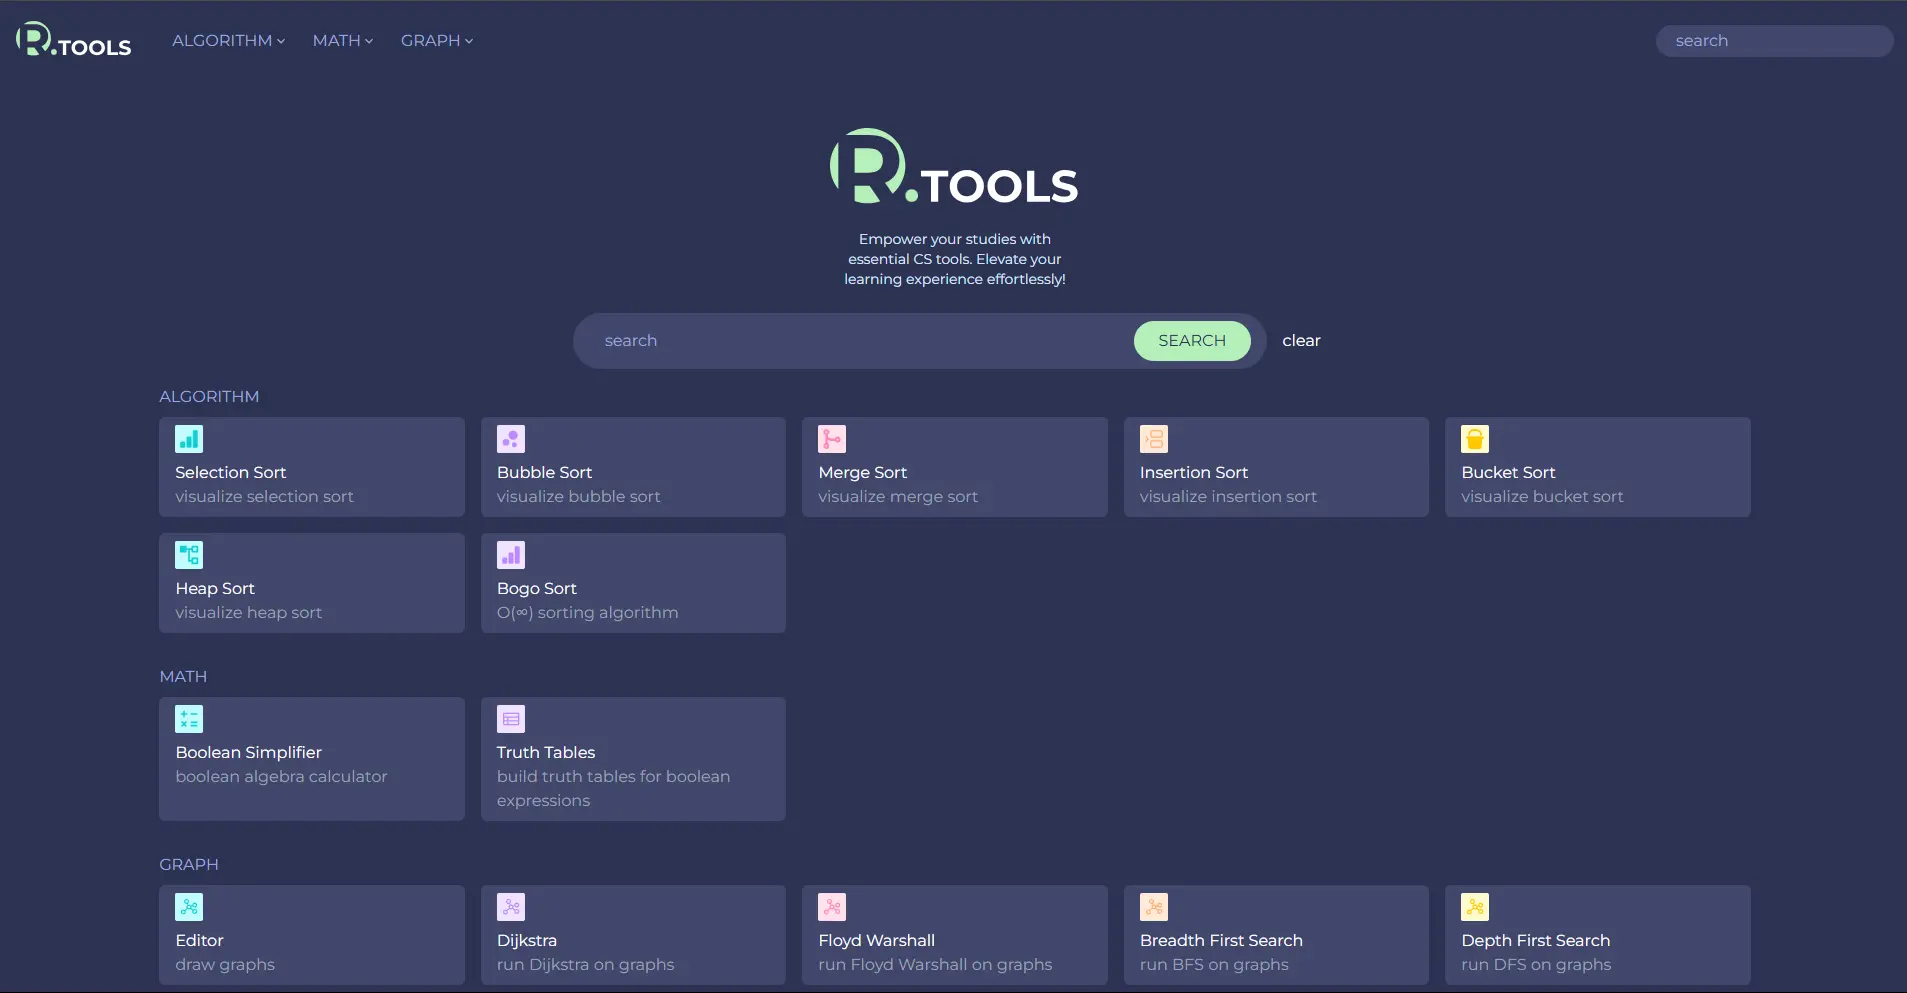 R.TOOLS
ALGORITHM
MATH
GRAPH
search
R.TOOLS
Empower your studies with
essential CS tools. Elevate your
learning experience effortlessly!
search
SEARCH
clear
ALGORITHM
Selection Sort
visualize selection sort
Bubble Sort
visualize bubble sort
Merge Sort
visualize merge sort
Insertion Sort
visualize insertion sort
Bucket Sort
visualize bucket sort
Heap Sort
visualize heap sort
Bogo Sort
O(∞) sorting algorithm
MATH
Boolean Simplifier
boolean algebra calculator
Truth Tables
build truth tables for boolean
expressions
GRAPH
Editor
draw graphs
Dijkstra
run Dijkstra on graphs
Floyd Warshall
run Floyd Warshall on graphs
Breadth First Search
run BFS on graphs
Depth First Search
run DFS on graphs